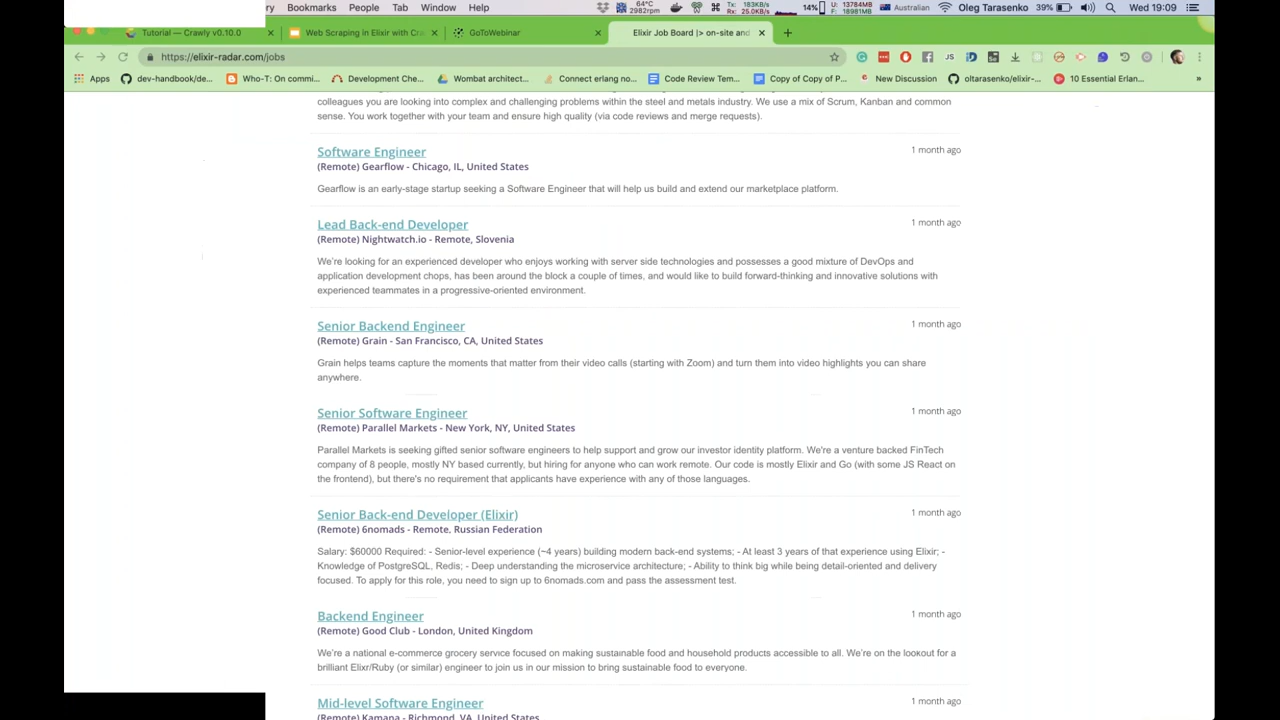 ry Bookmarks People Tab Window Help 64°C 2982rpm Tx: 183KB/s Rx: 25.0KB/s 14% U: 13784MB F: 18981MB Australian Oleg Tarasenko 39% Wed 19:09
Tutorial — Crawly v0.10.0 Web Scraping in Elixir with Cra GoToWebinar Elixir Job Board |> on-site and
https://elixir-radar.com/jobs
Apps dev-handbook/de... Who-T: On commi... Development Che... Wombat architect... Connect erlang no... Code Review Tem... Copy of Copy of P... New Discussion oltarasenko/elixir-... 10 Essential Erlan... »
colleagues you are looking into complex and challenging problems within the steel and metals industry. We use a mix of Scrum, Kanban and common
sense. You work together with your team and ensure high quality (via code reviews and merge requests).
Software Engineer 1 month ago
(Remote) Gearflow - Chicago, IL, United States
Gearflow is an early-stage startup seeking a Software Engineer that will help us build and extend our marketplace platform.
Lead Back-end Developer 1 month ago
(Remote) Nightwatch.io - Remote, Slovenia
We're looking for an experienced developer who enjoys working with server side technologies and possesses a good mixture of DevOps and
application development chops, has been around the block a couple of times, and would like to build forward-thinking and innovative solutions with
experienced teammates in a progressive-oriented environment.
Senior Backend Engineer 1 month ago
(Remote) Grain - San Francisco, CA, United States
Grain helps teams capture the moments that matter from their video calls (starting with Zoom) and turn them into video highlights you can share
anywhere.
Senior Software Engineer 1 month ago
(Remote) Parallel Markets - New York, NY, United States
Parallel Markets is seeking gifted senior software engineers to help support and grow our investor identity platform. We're a venture backed FinTech
company of 8 people, mostly NY based currently, but hiring for anyone who can work remote. Our code is mostly Elixir and Go (with some JS React on
the frontend), but there's no requirement that applicants have experience with any of those languages.
Senior Back-end Developer (Elixir) 1 month ago
(Remote) 6nomads - Remote, Russian Federation
Salary: $60000 Required: - Senior-level experience (~4 years) building modern back-end systems; - At least 3 years of that experience using Elixir; -
Knowledge of PostgreSQL, Redis; - Deep understanding the microservice architecture; - Ability to think big while being detail-oriented and delivery
focused. To apply for this role, you need to sign up to 6nomads.com and pass the assessment test.
Backend Engineer 1 month ago
(Remote) Good Club - London, United Kingdom
We're a national e-commerce grocery service focused on making sustainable food and household products accessible to all. We're on the lookout for a
brilliant Elixr/Ruby (or similar) engineer to join us in our mission to bring sustainable food to everyone.
Mid-level Software Engineer 1 month ago
(Remote) Kamana - Richmond, VA, United States